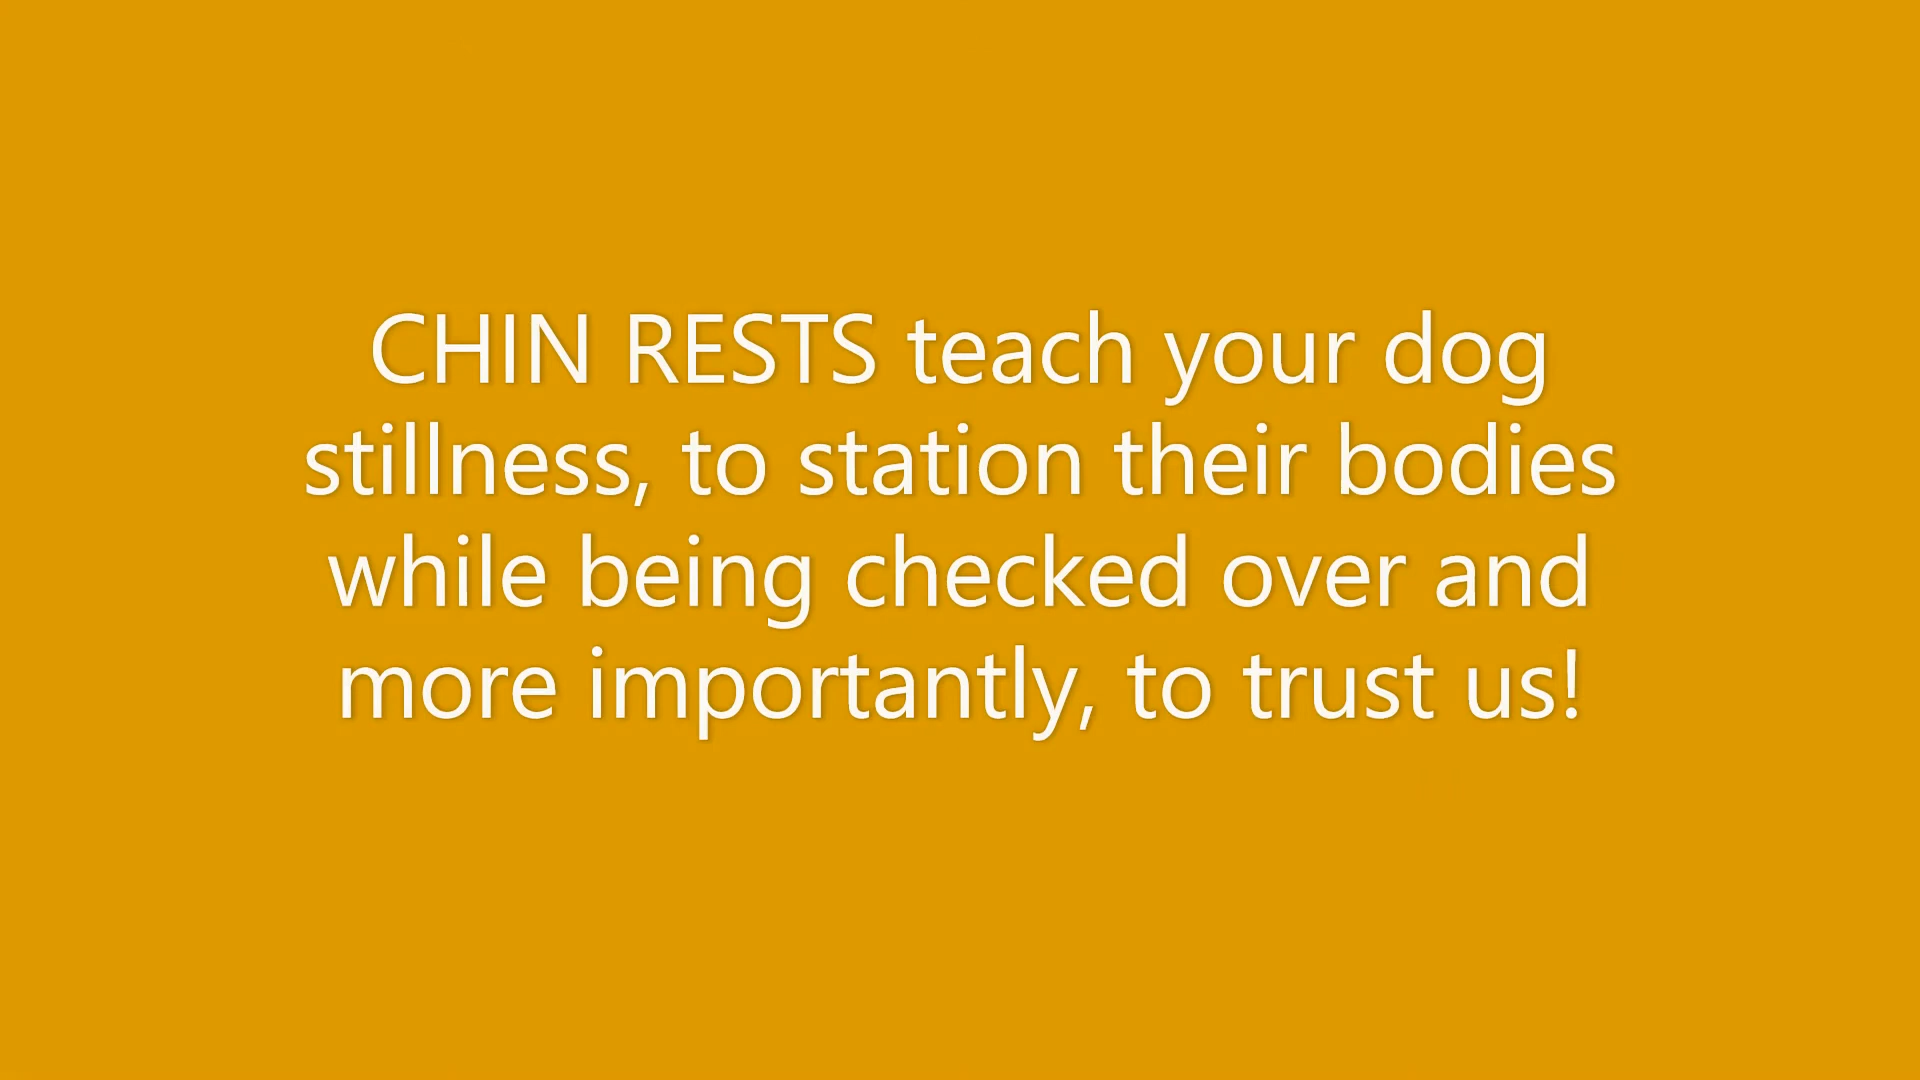 CHIN RESTS teach your dog
stillness, to station their bodies
while being checked over and
more importantly, to trust us!